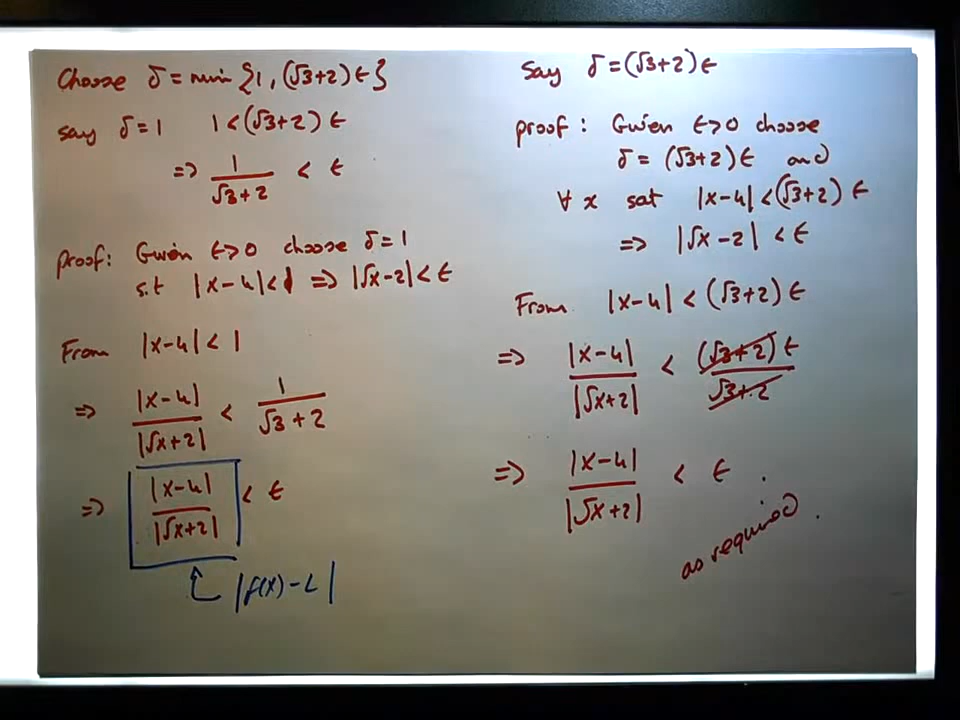 Choose δ = min {1, (√3+2) ϵ}
say δ=1 1 < (√3+2) ϵ
=> 1/(√3+2) < ϵ
proof: Given ϵ>0 choose δ=1
s.t |x-4|<1 => |√x-2| < ϵ
From |x-4| < 1
=> |x-4|/|√x+2| < 1/(√3+2)
=> |x-4|/|√x+2| < ϵ
|f(x)-L|
say δ=(√3+2)ϵ
proof: Given ϵ>0 choose
δ= (√3+2)ϵ and
∀ x sat |x-4| < (√3+2) ϵ
=> |√x-2| < ϵ
From |x-4| < (√3+2) ϵ
=> |x-4|/|√x+2| < (√3+2)ϵ/(√3+2)
=> |x-4|/|√x+2| < ϵ .
as required.